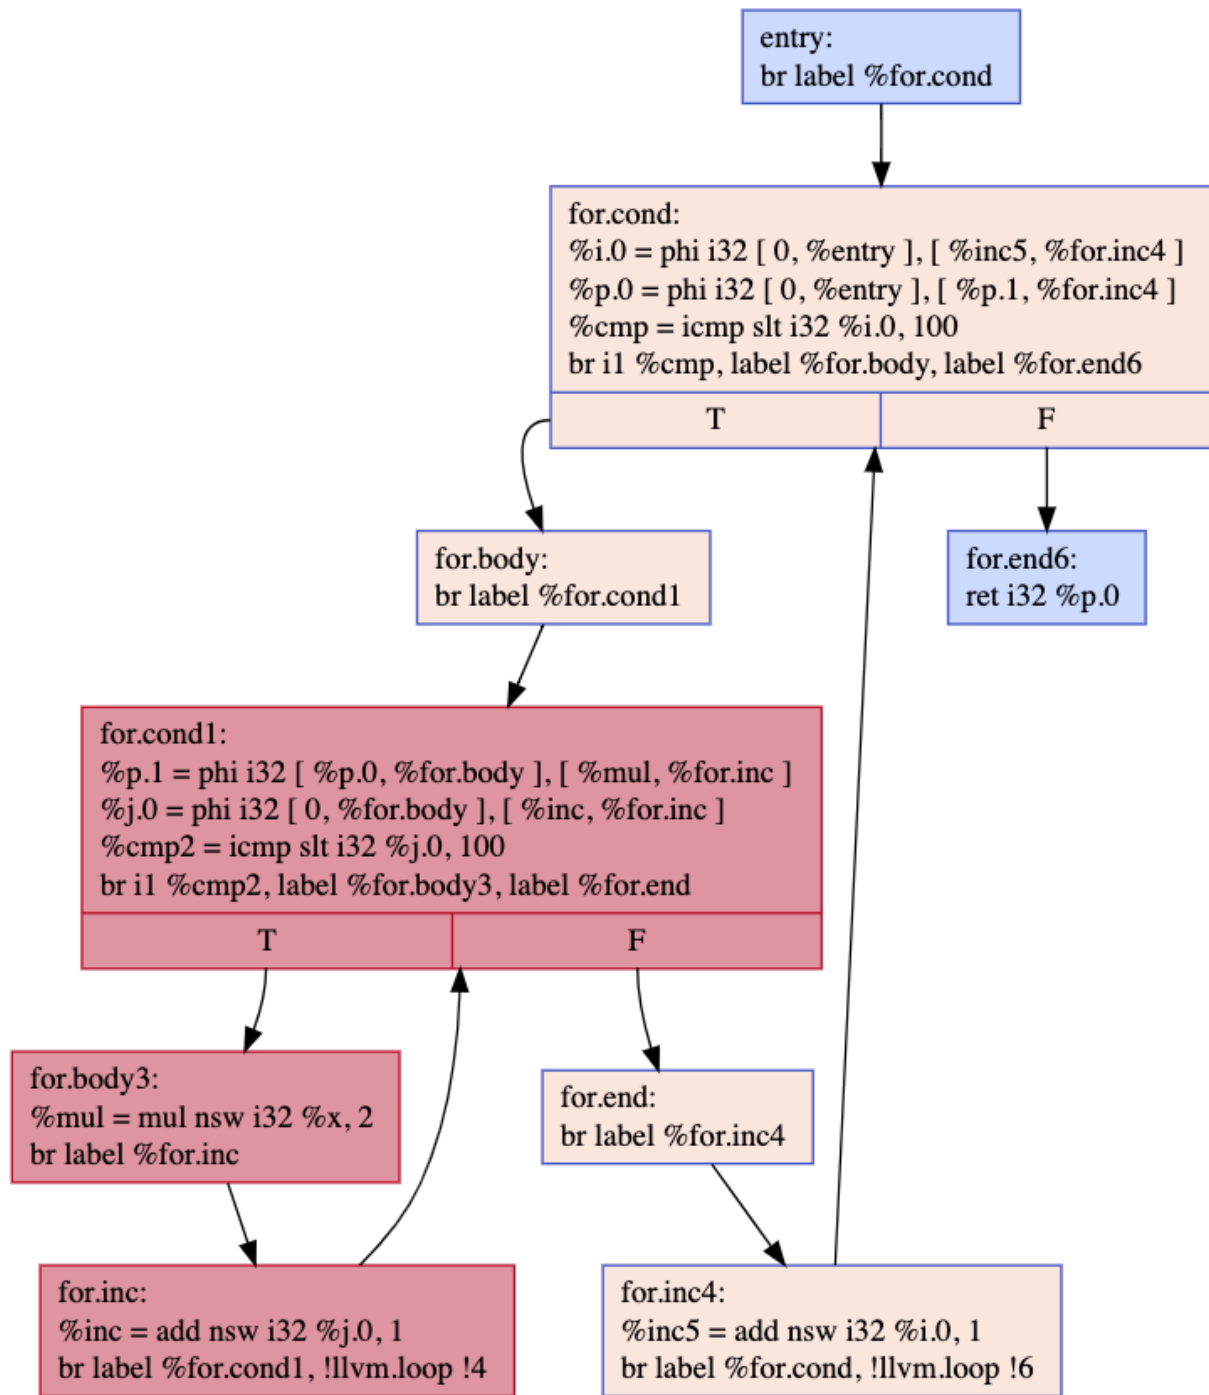 entry:
br label %for.cond
for.cond:
%i.0 = phi i32 [ 0, %entry ], [ %inc5, %for.inc4 ]
%p.0 = phi i32 [ 0, %entry ], [ %p.1, %for.inc4 ]
%cmp = icmp slt i32 %i.0, 100
br i1 %cmp, label %for.body, label %for.end6
T
F
for.body:
br label %for.cond1
for.end6:
ret i32 %p.0
for.cond1:
%p.1 = phi i32 [ %p.0, %for.body ], [ %mul, %for.inc ]
%j.0 = phi i32 [ 0, %for.body ], [ %inc, %for.inc ]
%cmp2 = icmp slt i32 %j.0, 100
br i1 %cmp2, label %for.body3, label %for.end
T
F
for.body3:
%mul = mul nsw i32 %x, 2
br label %for.inc
for.end:
br label %for.inc4
for.inc:
%inc = add nsw i32 %j.0, 1
br label %for.cond1, !llvm.loop !4
for.inc4:
%inc5 = add nsw i32 %i.0, 1
br label %for.cond, !llvm.loop !6